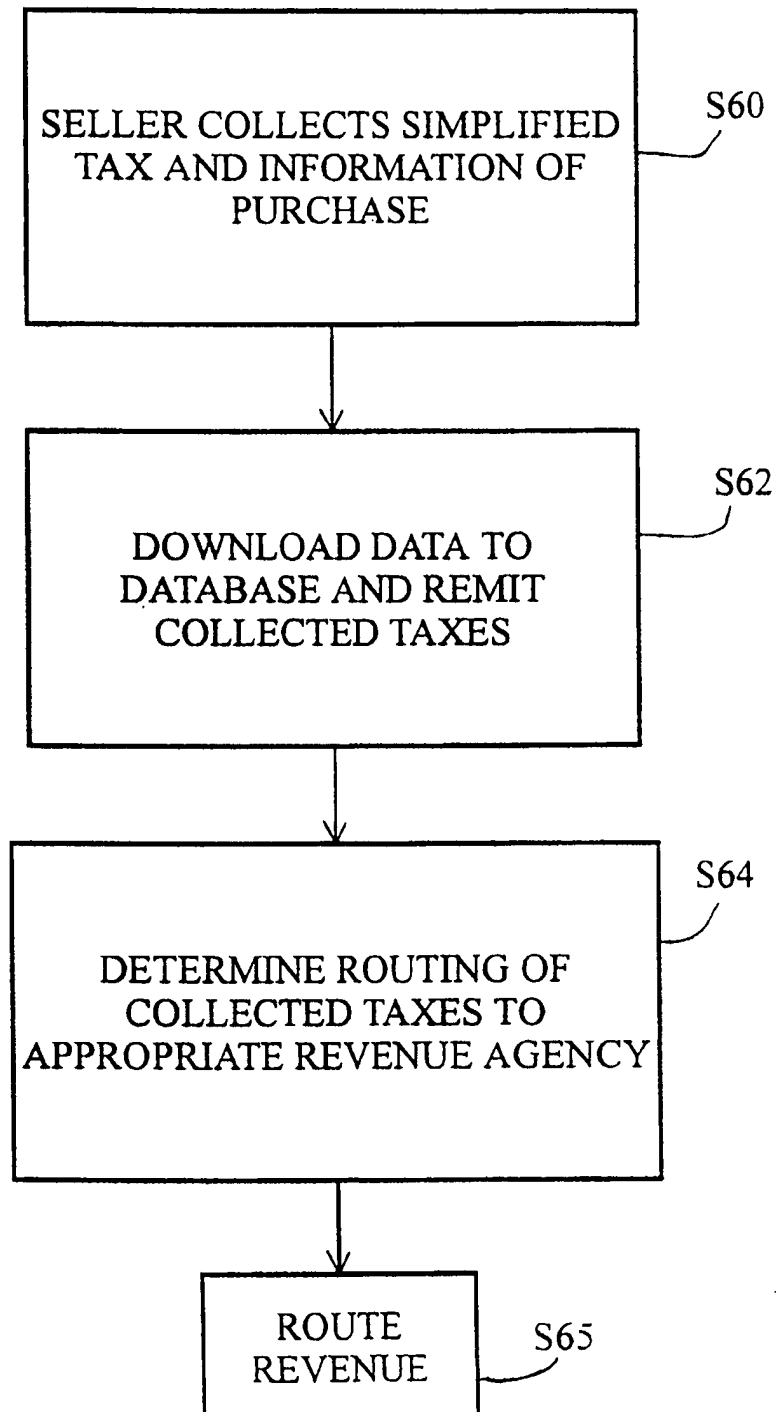 SELLER COLLECTS SIMPLIFIED
TAX AND INFORMATION OF
PURCHASE
S60
DOWNLOAD DATA TO
DATABASE AND REMIT
COLLECTED TAXES
S62
DETERMINE ROUTING OF
COLLECTED TAXES TO
APPROPRIATE REVENUE AGENCY
S64
ROUTE
REVENUE
S65